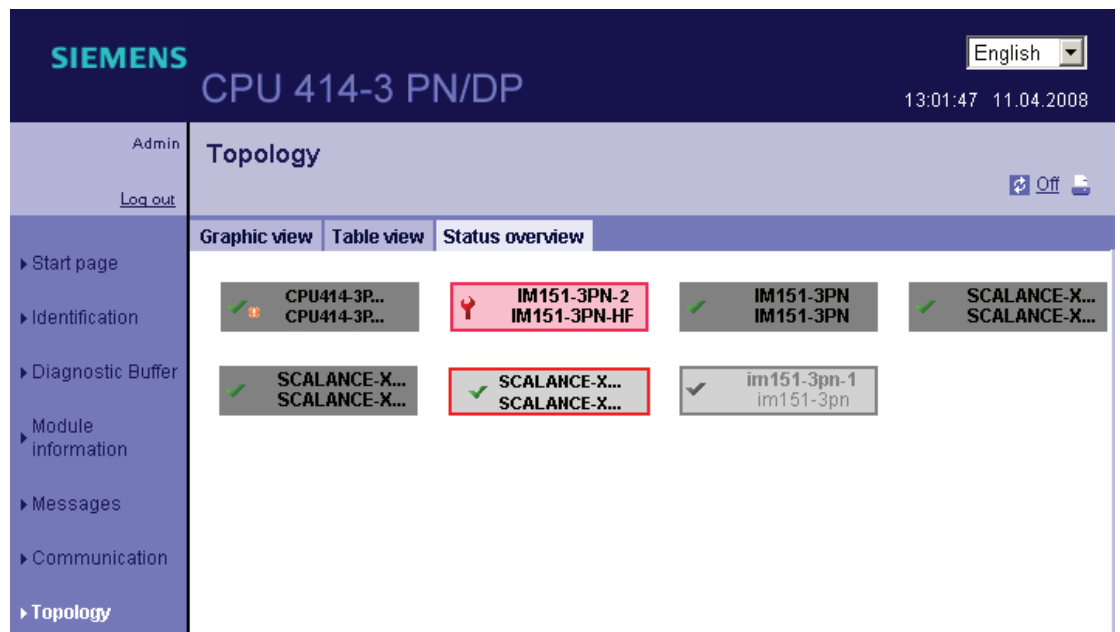 SIEMENS
CPU 414-3 PN/DP
English
13:01:47 11.04.2008
Admin
Log out
Topology
Off
Graphic view
Table view
Status overview
Start page
Identification
Diagnostic Buffer
Module
information
Messages
Communication
Topology
CPU414-3P...
CPU414-3P...
IM151-3PN-2
IM151-3PN-HF
IM151-3PN
IM151-3PN
SCALANCE-X...
SCALANCE-X...
SCALANCE-X...
SCALANCE-X...
SCALANCE-X...
SCALANCE-X...
im151-3pn-1
im151-3pn